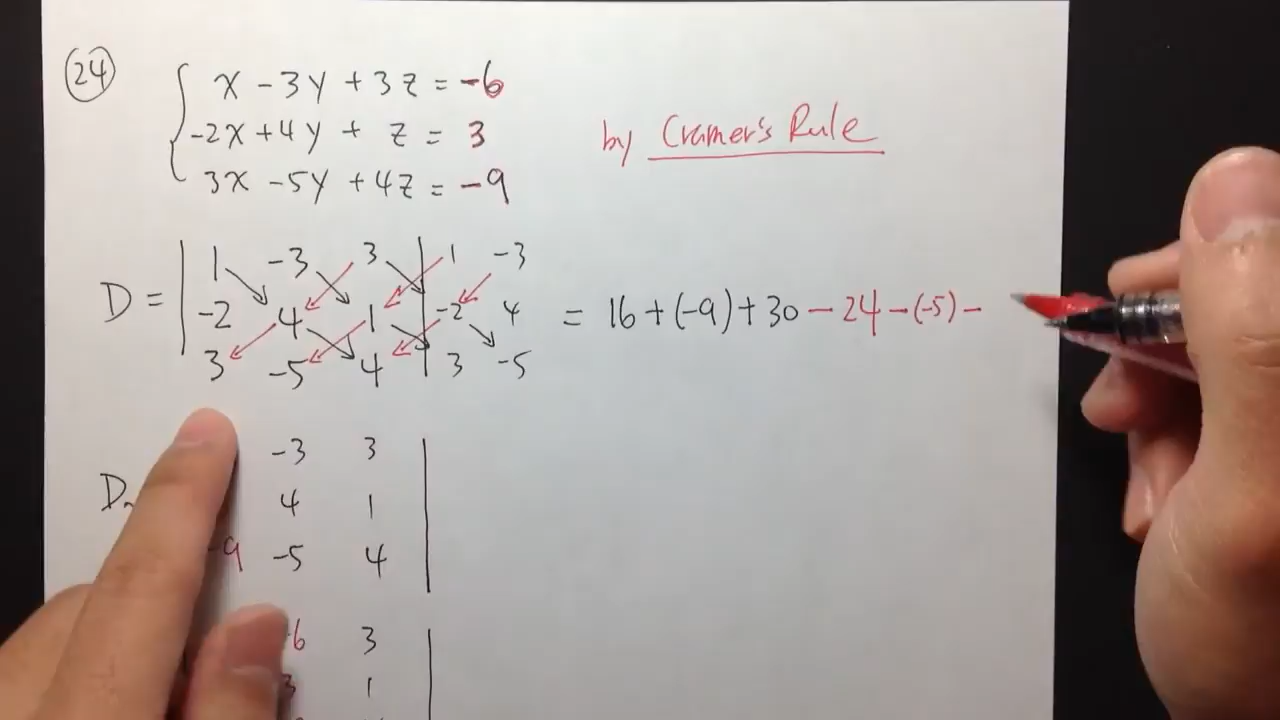 24
x - 3y + 3z = -6
-2x + 4y + z = 3
3x - 5y + 4z = -9
by Cramer's Rule
D = | 1 -3 3 | 1 -3
-2 4 1 -2 4 = 16 + (-9) + 30 - 24 - (-5) -
3 -5 4 3 -5
-3 3
D 4 1
-9 -5 4
-6 3
3 1